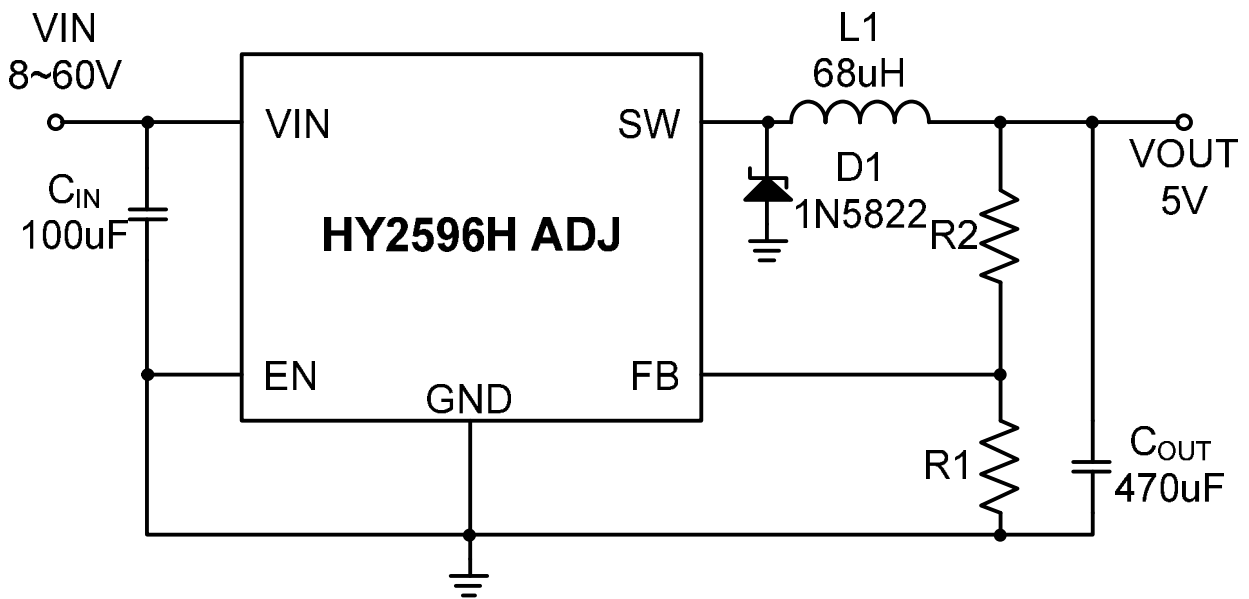 VIN
8~60V
L1
68uH
VIN
SW
VOUT
5V
CIN
100uF
D1
1N5822
R2
HY2596H ADJ
EN
FB
GND
R1
COUT
470uF